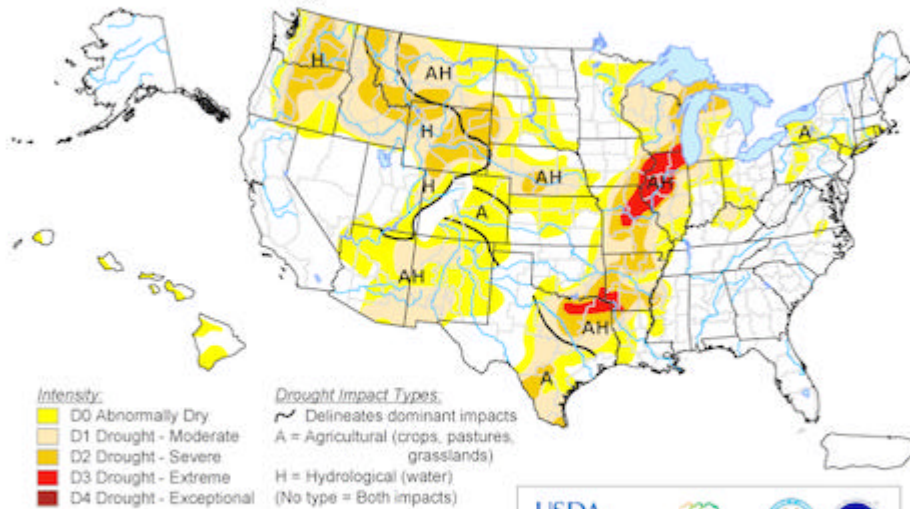 H
AH
H
H
AH
A
AH
A
AH
AH
A
Intensity:
D0 Abnormally Dry
D1 Drought - Moderate
D2 Drought - Severe
D3 Drought - Extreme
D4 Drought - Exceptional
Drought Impact Types:
Delineates dominant impacts
A = Agricultural (crops, pastures,
grasslands)
H = Hydrological (water)
(No type = Both impacts)
USDA